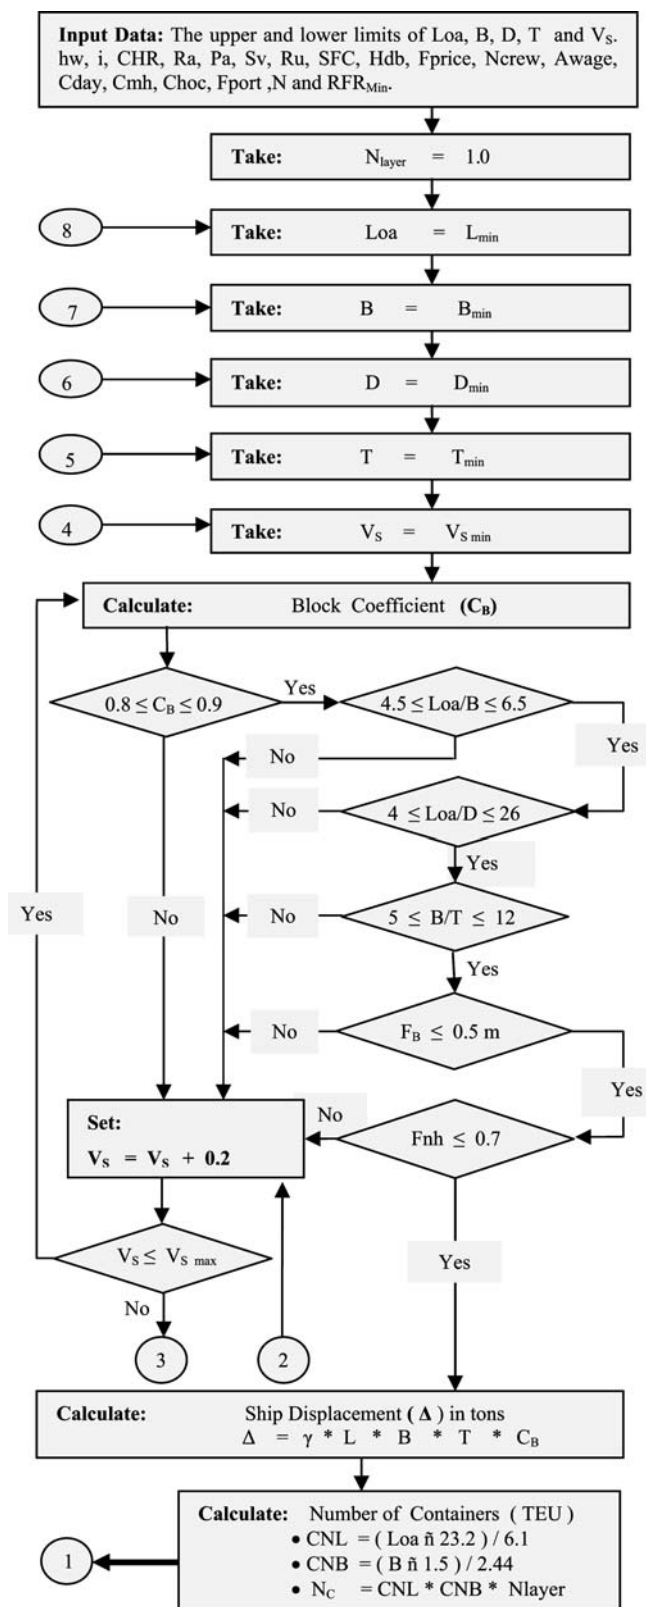 Input Data: The upper and lower limits of Loa, B, D, T and VS.
hw, i, CHR, Ra, Pa, Sv, Ru, SFC, Hdb, Fprice, Ncrew, Awage,
Cday, Cmh, Choc, Fport ,N and RFRMin.
Take: Nlayer = 1.0
8
Take: Loa = Lmin
7
Take: B = Bmin
6
Take: D = Dmin
5
Take: T = Tmin
4
Take: VS = VS min
Calculate: Block Coefficient (CB)
0.8 ≤ CB ≤ 0.9
Yes
4.5 ≤ Loa/B ≤ 6.5
Yes
No
4 ≤ Loa/D ≤ 26
No
Yes
Yes
No
5 ≤ B/T ≤ 12
No
Yes
FB ≤ 0.5 m
No
Yes
Set:
VS = VS + 0.2
No
Fnh ≤ 0.7
VS ≤ VS max
Yes
No
3
2
Calculate: Ship Displacement ( Δ ) in tons
Δ = γ * L * B * T * CB
Calculate: Number of Containers ( TEU )
• CNL = ( Loa ñ 23.2 ) / 6.1
• CNB = ( B ñ 1.5 ) / 2.44
• NC = CNL * CNB * Nlayer
1